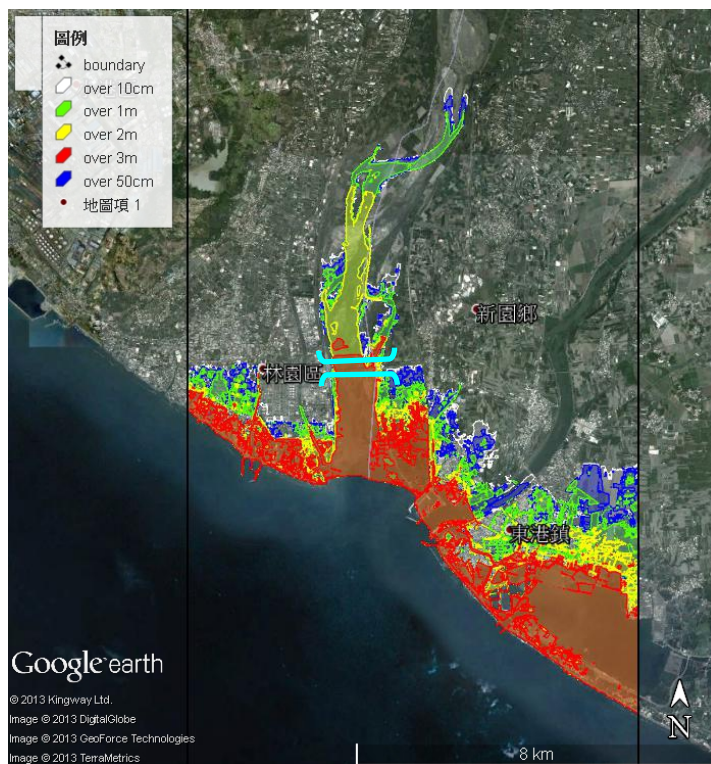 圖例
boundary
over 10cm
over 1m
over 2m
over 3m
over 50cm
地圖項 1
新園鄉
林園區
東港鎮
Google earth
© 2013 Kingway Ltd.
Image © 2013 DigitalGlobe
Image © 2013 GeoForce Technologies
Image © 2013 TerraMetrics
8 km
N